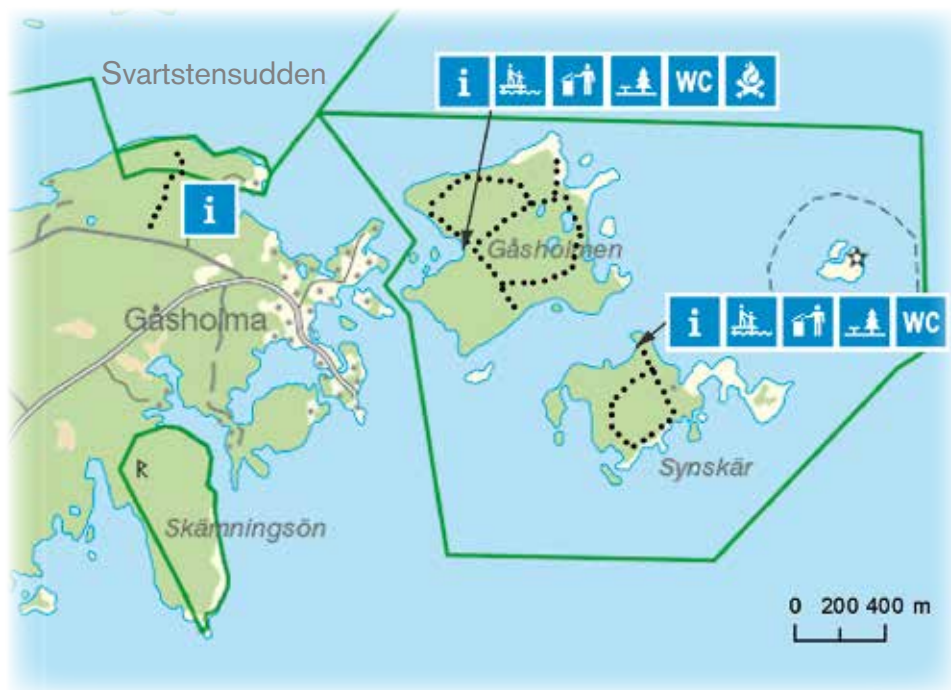 Svartstensudden
i WC
i
Gåsholmen
i WC
Gåsholma
Synskär
R
Skämningsön
0 200 400 m